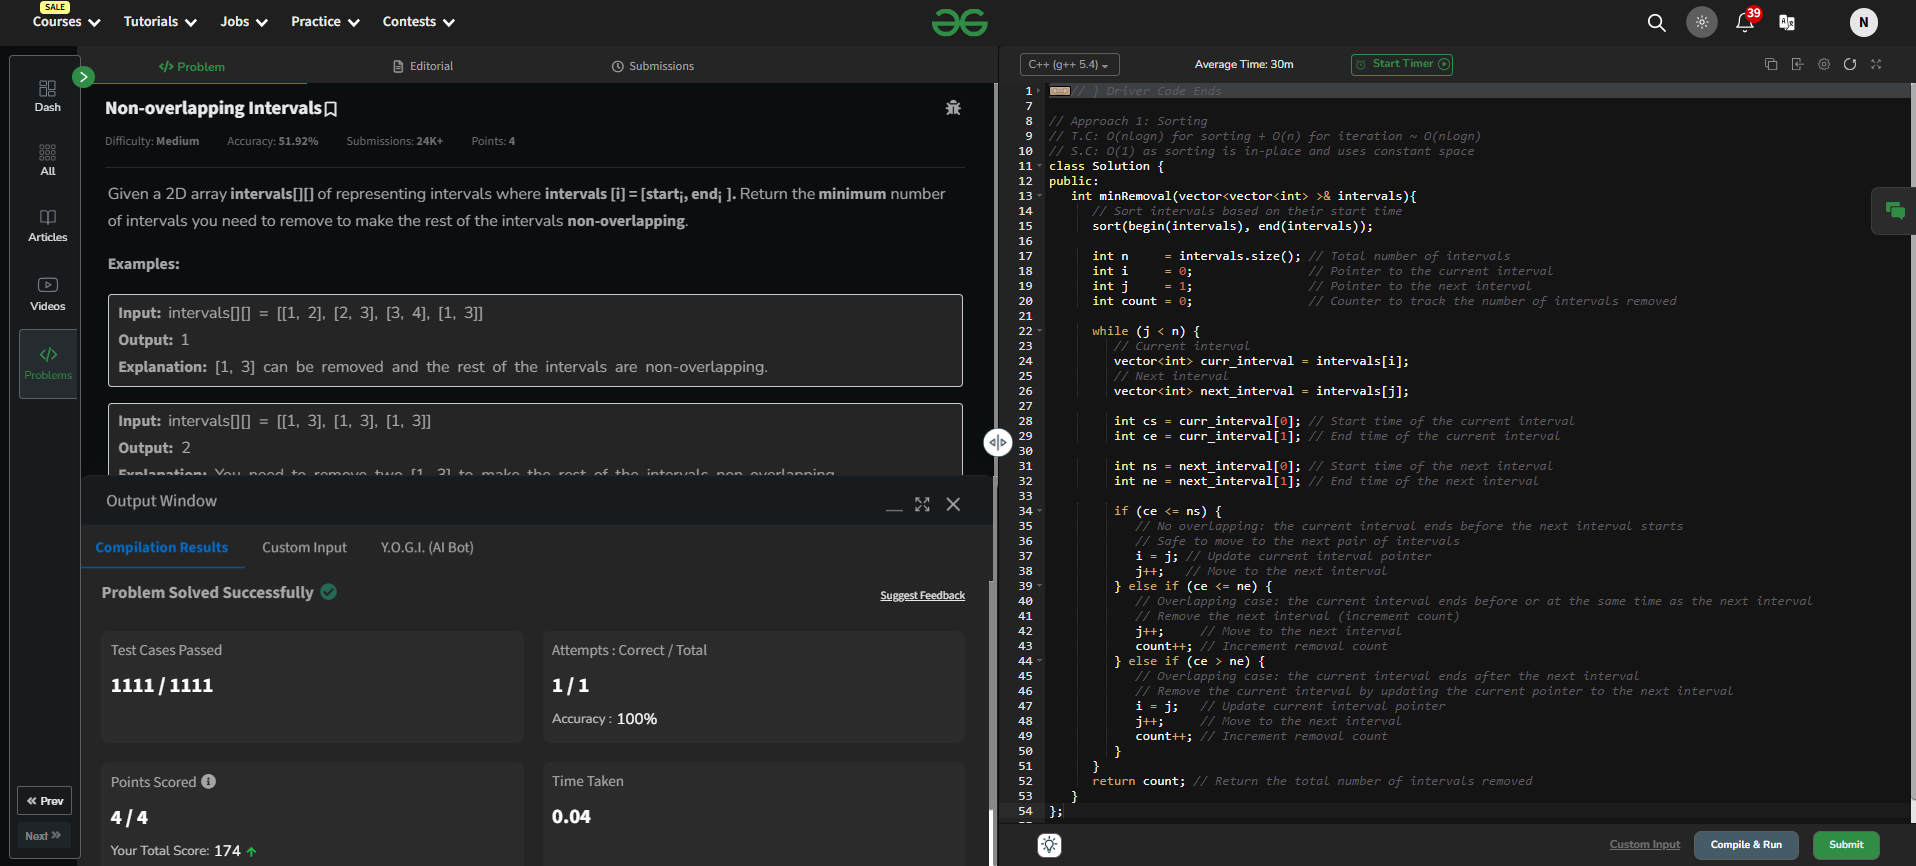 SALE
Courses
Tutorials
Jobs
Practice
Contests
39
N
Dash
All
Articles
Videos
Problems
Prev
Next
Problem
Editorial
Submissions
Non-overlapping Intervals
Difficulty: Medium Accuracy: 51.92% Submissions: 24K+ Points: 4
Given a 2D array intervals[][] of representing intervals where intervals [i] = [starti, endi ]. Return the minimum number
of intervals you need to remove to make the rest of the intervals non-overlapping.
Examples:
Input: intervals[][] = [[1, 2], [2, 3], [3, 4], [1, 3]]
Output: 1
Explanation: [1, 3] can be removed and the rest of the intervals are non-overlapping.
Input: intervals[][] = [[1, 3], [1, 3], [1, 3]]
Output: 2
Explanation: You need to remove two [1, 3] to make the rest of the intervals non-overlapping.
Output Window
Compilation Results
Custom Input
Y.O.G.I. (AI Bot)
Problem Solved Successfully
Suggest Feedback
Test Cases Passed
1111 / 1111
Attempts : Correct / Total
1 / 1
Accuracy : 100%
Points Scored
4 / 4
Your Total Score: 174
Time Taken
0.04
C++ (g++ 5.4)
Average Time: 30m
Start Timer
1 // } Driver Code Ends
7
8 // Approach 1: Sorting
9 // T.C: O(nlogn) for sorting + O(n) for iteration ~ O(nlogn)
10 // S.C: O(1) as sorting is in-place and uses constant space
11 class Solution {
12 public:
13 int minRemoval(vector<vector<int> >& intervals){
14 // Sort intervals based on their start time
15 sort(begin(intervals), end(intervals));
16
17 int n = intervals.size(); // Total number of intervals
18 int i = 0; // Pointer to the current interval
19 int j = 1; // Pointer to the next interval
20 int count = 0; // Counter to track the number of intervals removed
21
22 while (j < n) {
23 // Current interval
24 vector<int> curr_interval = intervals[i];
25 // Next interval
26 vector<int> next_interval = intervals[j];
27
28 int cs = curr_interval[0]; // Start time of the current interval
29 int ce = curr_interval[1]; // End time of the current interval
30
31 int ns = next_interval[0]; // Start time of the next interval
32 int ne = next_interval[1]; // End time of the next interval
33
34 if (ce <= ns) {
35 // No overlapping: the current interval ends before the next interval starts
36 // Safe to move to the next pair of intervals
37 i = j; // Update current interval pointer
38 j++; // Move to the next interval
39 } else if (ce <= ne) {
40 // Overlapping case: the current interval ends before or at the same time as the next interval
41 // Remove the next interval (increment count)
42 j++; // Move to the next interval
43 count++; // Increment removal count
44 } else if (ce > ne) {
45 // Overlapping case: the current interval ends after the next interval
46 // Remove the current interval by updating the current pointer to the next interval
47 i = j; // Update current interval pointer
48 j++; // Move to the next interval
49 count++; // Increment removal count
50 }
51 }
52 return count; // Return the total number of intervals removed
53 }
54 };
Custom Input
Compile & Run
Submit